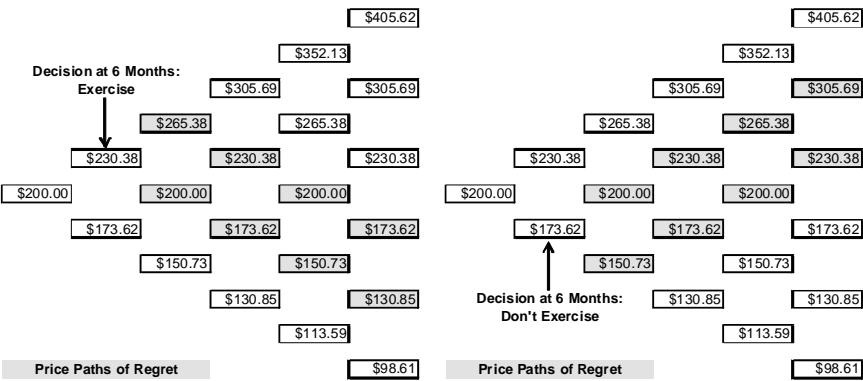 $405.62 $405.62
$352.13 $352.13
Decision at 6 Months:
Exercise
$305.69 $305.69 $305.69 $305.69
$265.38 $265.38 $265.38 $265.38
$230.38 $230.38 $230.38 $230.38 $230.38 $230.38
$200.00 $200.00 $200.00 $200.00 $200.00 $200.00
$173.62 $173.62 $173.62 $173.62 $173.62 $173.62
$150.73 $150.73 $150.73 $150.73
$130.85 $130.85 $130.85 $130.85
Decision at 6 Months:
Don't Exercise
$113.59 $113.59
Price Paths of Regret $98.61 Price Paths of Regret $98.61